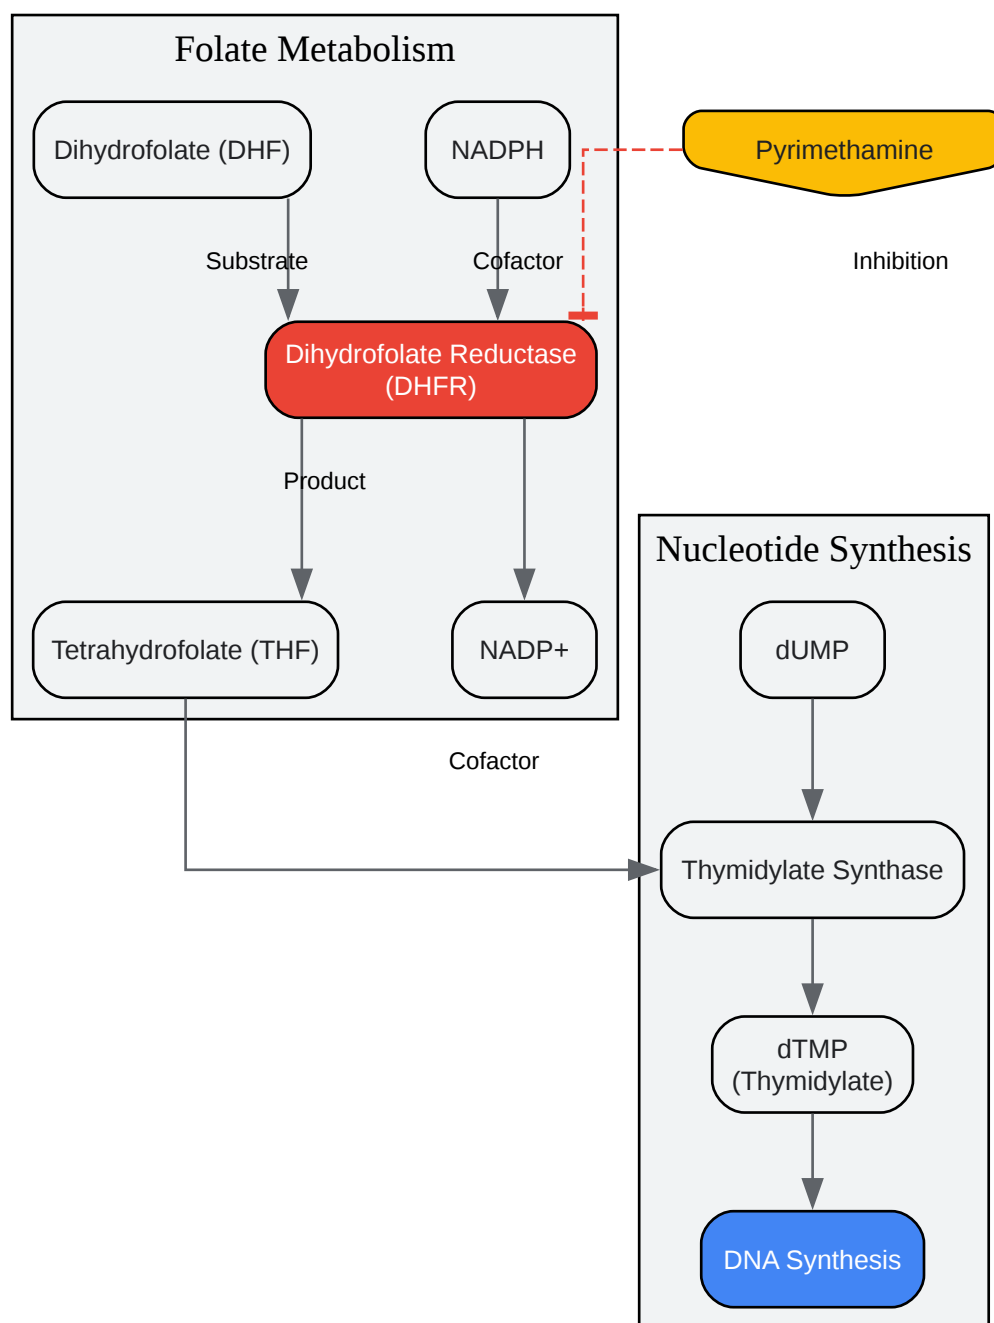 Folate Metabolism
Dihydrofolate (DHF)
NADPH
Pyrimethamine
Substrate
Cofactor
Inhibition
Dihydrofolate Reductase
(DHFR)
Product
Nucleotide Synthesis
Tetrahydrofolate (THF)
NADP+
dUMP
Cofactor
Thymidylate Synthase
dTMP
(Thymidylate)
DNA Synthesis